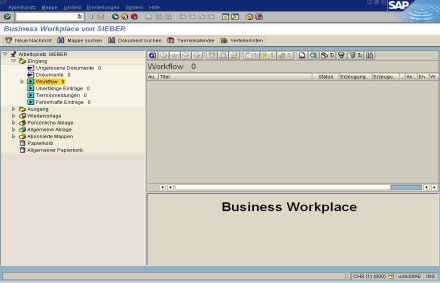 Arbeitsplatz Mappe Umfeld Einstellungen System Hilfe
SAP
Business Workplace von SIEBER
Neue Nachricht Mappe suchen Dokument suchen Terminkalender Verteilerlisten
Arbeitsplatz: SIEBER
Eingang
Ungelesene Dokumente 0
Dokumente 0
Workflow 0
Überfällige Einträge 0
Terminmeldungen 0
Fehlerhafte Einträge 0
Ausgang
Wiedervorlage
Persönliche Ablage
Allgemeine Ablage
Abonnierte Mappen
Papierkorb
Allgemeiner Papierkorb
Workflow 0
Au.. Titel Status Erzeugung.. Erzeugu.. An.. En.. W..
Business Workplace
CHS (1) (800) INS